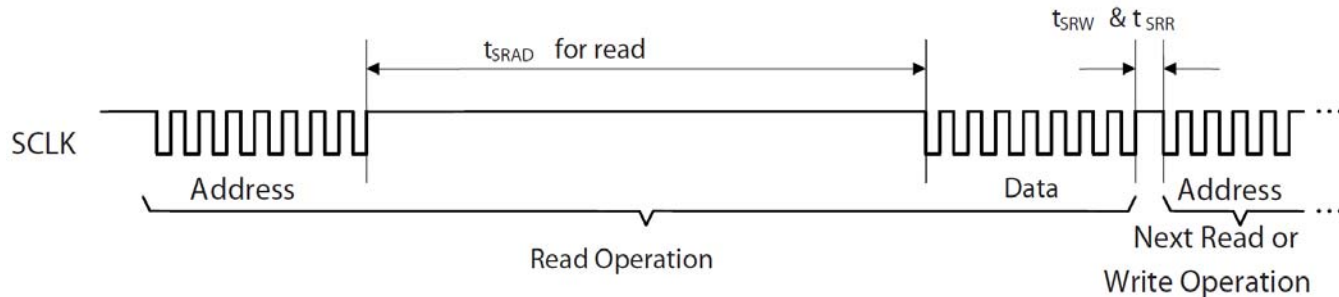 tSRW & tSRR
tSRAD for read
SCLK
...
Address
Data
Address
...
Read Operation
Next Read or
Write Operation